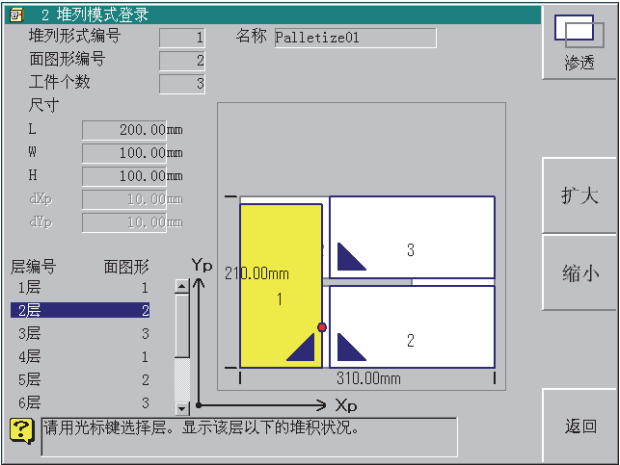 2 堆列模式登录
堆列形式编号 1 名称 Palletize01
面图形编号 2
工件个数 3
尺寸
L 200.00mm
W 100.00mm
H 100.00mm
dXp 10.00mm
dYp 10.00mm
层编号 面图形
1层 1
2层 2
3层 3
4层 1
5层 2
6层 3
Yp
210.00mm
1
3
2
310.00mm
Xp
渗透
扩大
缩小
返回
请用光标键选择层。显示该层以下的堆积状况。